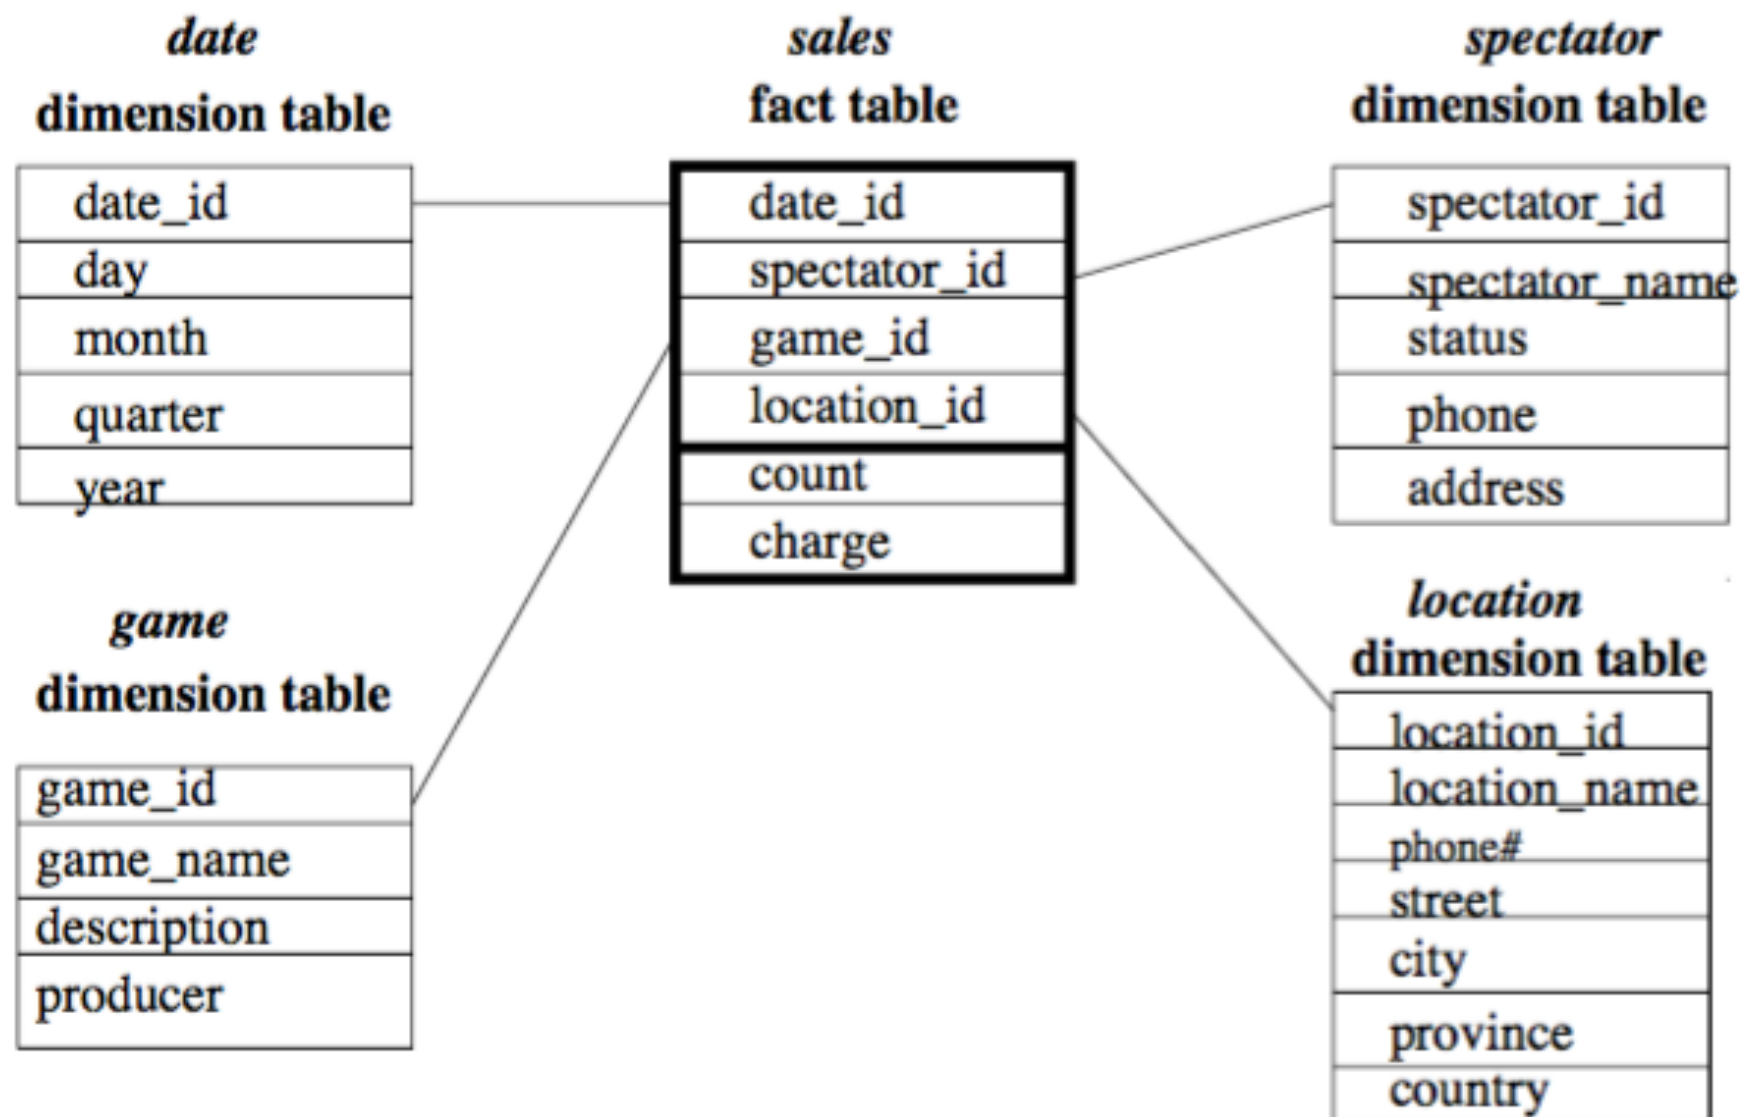 date
dimension table
date_id
day
month
quarter
year
sales
fact table
date_id
spectator_id
game_id
location_id
count
charge
spectator
dimension table
spectator_id
spectator_name
status
phone
address
game
dimension table
game_id
game_name
description
producer
location
dimension table
location_id
location_name
phone#
street
city
province
country